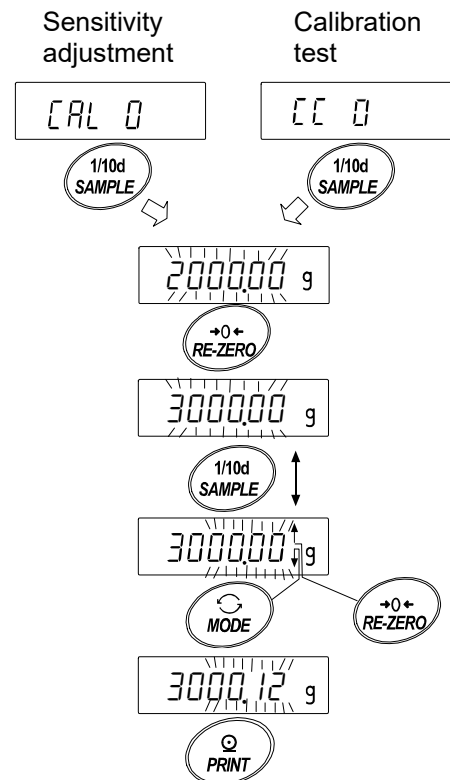 Sensitivity adjustment
Calibration test
CAL 0
CC 0
1/10d
SAMPLE
1/10d
SAMPLE
2000.00 g
→0←
RE-ZERO
3000.00 g
1/10d
SAMPLE
3000.00 g
MODE
→0←
RE-ZERO
3000.12 g
PRINT